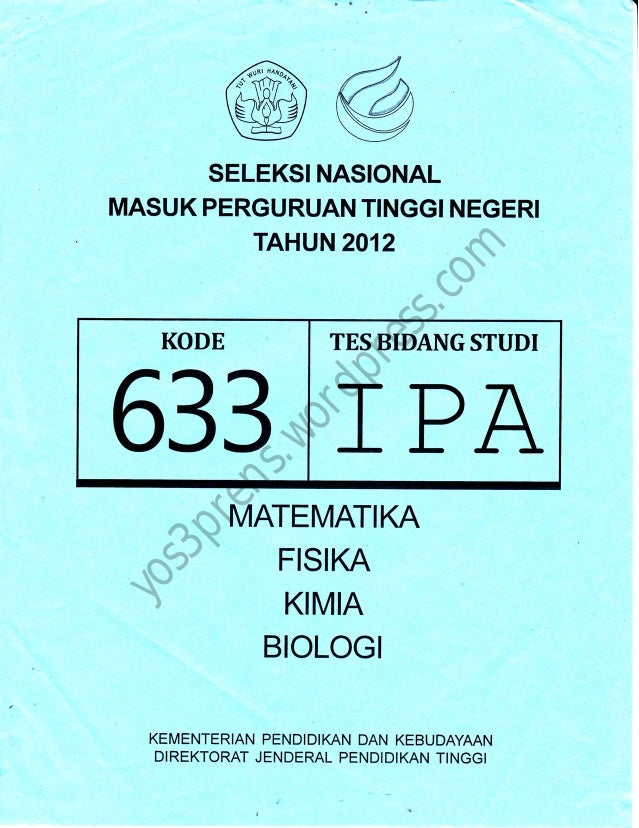 TUT WURI HANDAYANI
SELEKSI NASIONAL
MASUK PERGURUAN TINGGI NEGERI
TAHUN 2012
KODE
633
TES BIDANG STUDI
IPA
MATEMATIKA
FISIKA
KIMIA
BIOLOGI
yos3prens.wordpress.com
KEMENTERIAN PENDIDIKAN DAN KEBUDAYAAN
DIREKTORAT JENDERAL PENDIDIKAN TINGGI